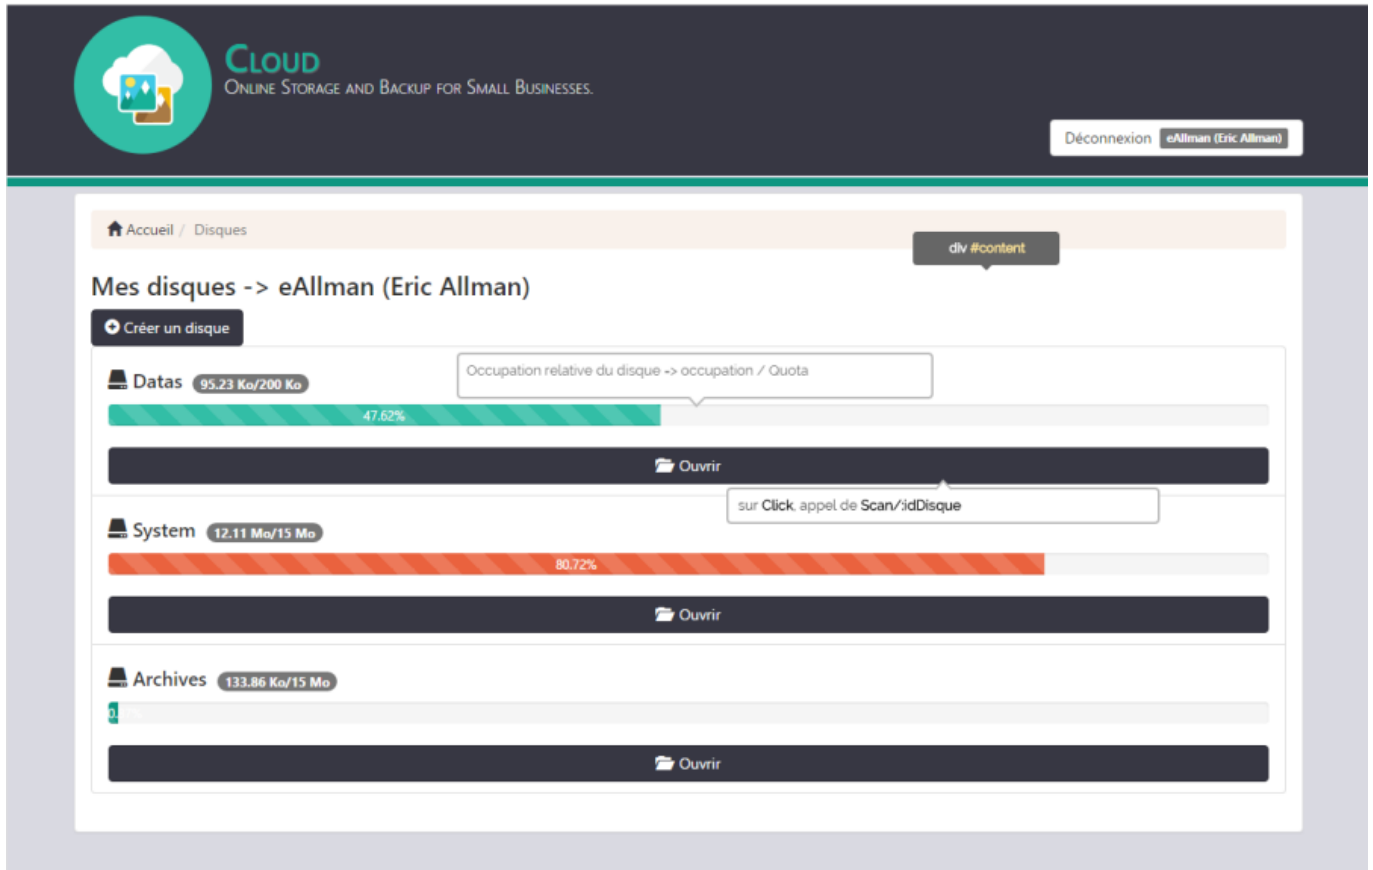 Cloud
Online Storage and Backup for Small Businesses.
Déconnexion eAllman (Eric Allman)
Accueil / Disques
div #content
Mes disques -> eAllman (Eric Allman)
Créer un disque
Datas 95.23 Ko/200 Ko
Occupation relative du disque -> occupation / Quota
47.62%
Ouvrir
sur Click, appel de Scan/:idDisque
System 12.11 Mo/15 Mo
80.72%
Ouvrir
Archives 133.86 Ko/15 Mo
Ouvrir